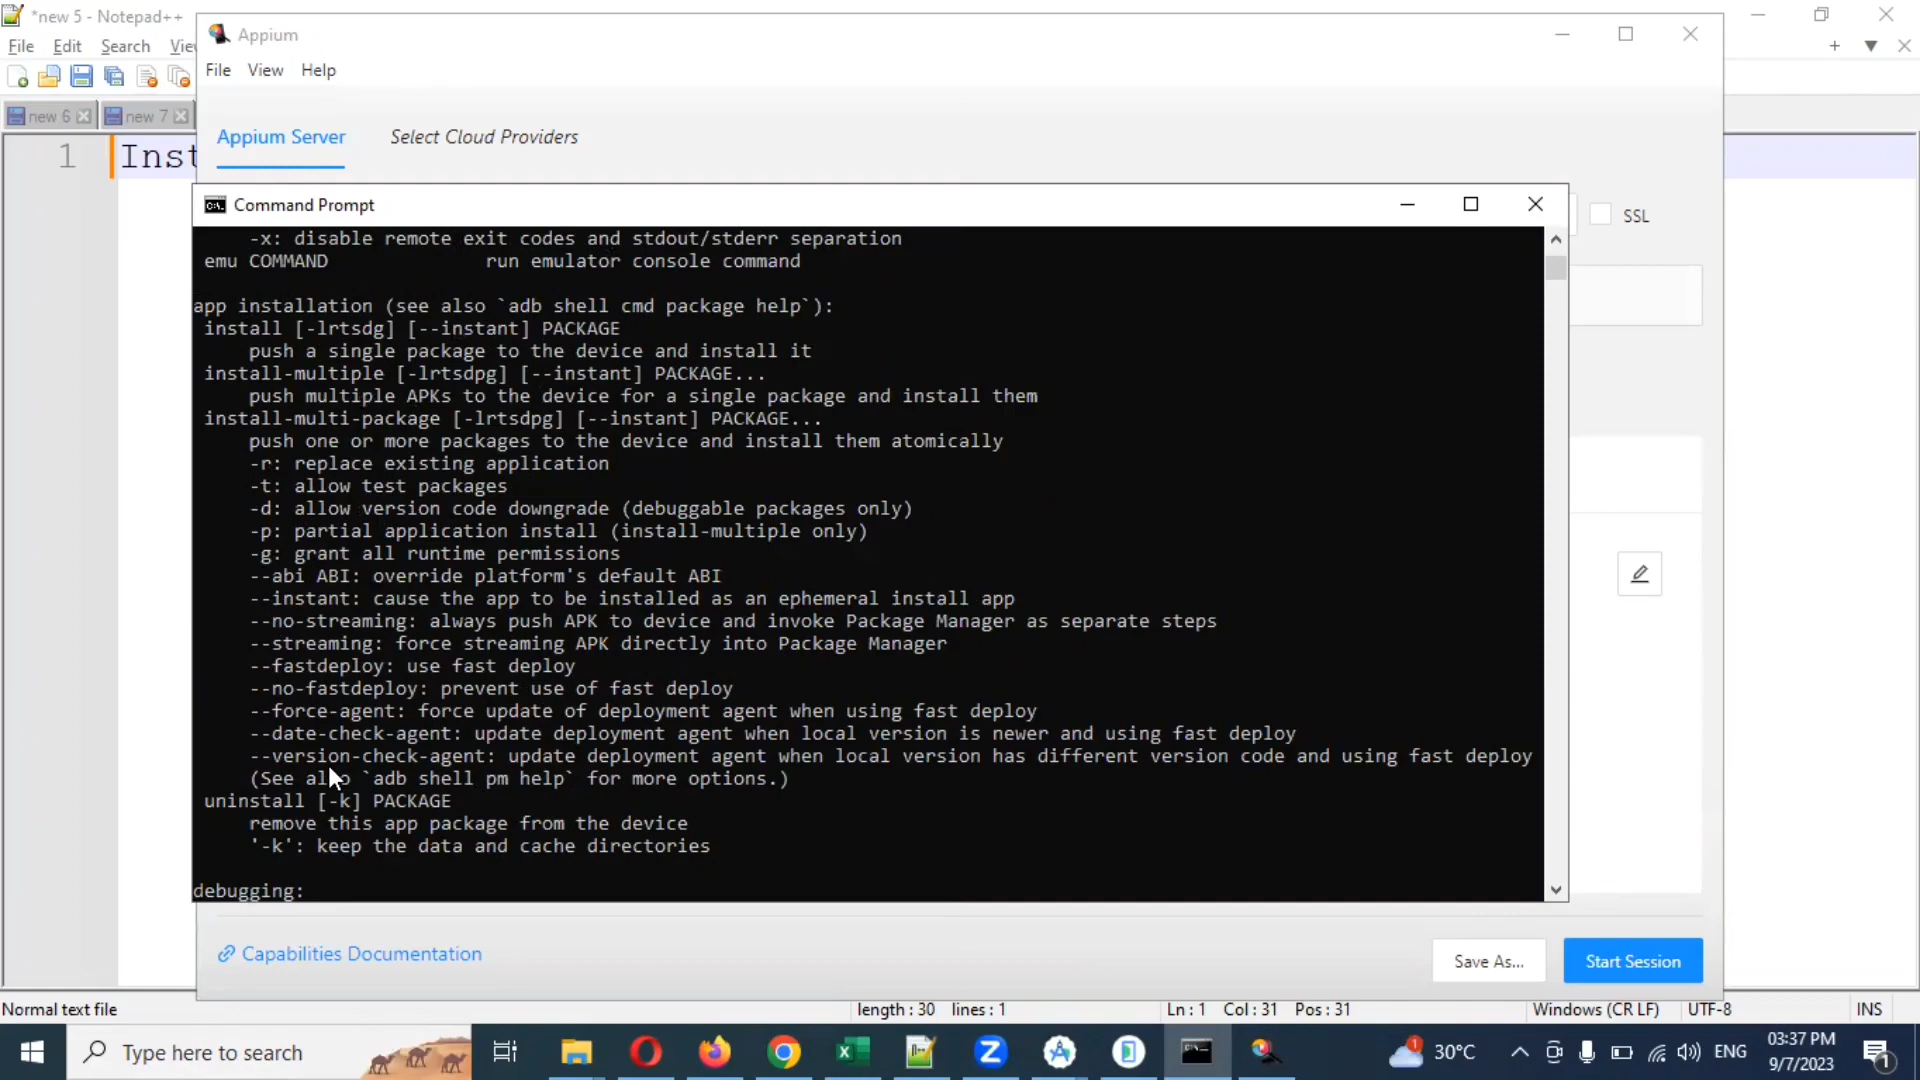 *new 5 - Notepad++
File Edit Search
new 6 new 7
1 Inst
Appium
File View Help
Appium Server Select Cloud Providers
SSL
Command Prompt
-x: disable remote exit codes and stdout/stderr separation
emu COMMAND run emulator console command
app installation (see also `adb shell cmd package help`):
install [-lrtsdg] [--instant] PACKAGE
push a single package to the device and install it
install-multiple [-lrtsdpg] [--instant] PACKAGE...
push multiple APKs to the device for a single package and install them
install-multi-package [-lrtsdpg] [--instant] PACKAGE...
push one or more packages to the device and install them atomically
-r: replace existing application
-t: allow test packages
-d: allow version code downgrade (debuggable packages only)
-p: partial application install (install-multiple only)
-g: grant all runtime permissions
--abi ABI: override platform's default ABI
--instant: cause the app to be installed as an ephemeral install app
--no-streaming: always push APK to device and invoke Package Manager as separate steps
--streaming: force streaming APK directly into Package Manager
--fastdeploy: use fast deploy
--no-fastdeploy: prevent use of fast deploy
--force-agent: force update of deployment agent when using fast deploy
--date-check-agent: update deployment agent when local version is newer and using fast deploy
--version-check-agent: update deployment agent when local version has different version code and using fast deploy
(See also `adb shell pm help` for more options.)
uninstall [-k] PACKAGE
remove this app package from the device
'-k': keep the data and cache directories
debugging:
Capabilities Documentation
Save As... Start Session
Normal text file length : 30 lines : 1 Ln : 1 Col : 31 Pos : 31 Windows (CR LF) UTF-8 INS
Type here to search
30°C ENG
03:37 PM
9/7/2023
1